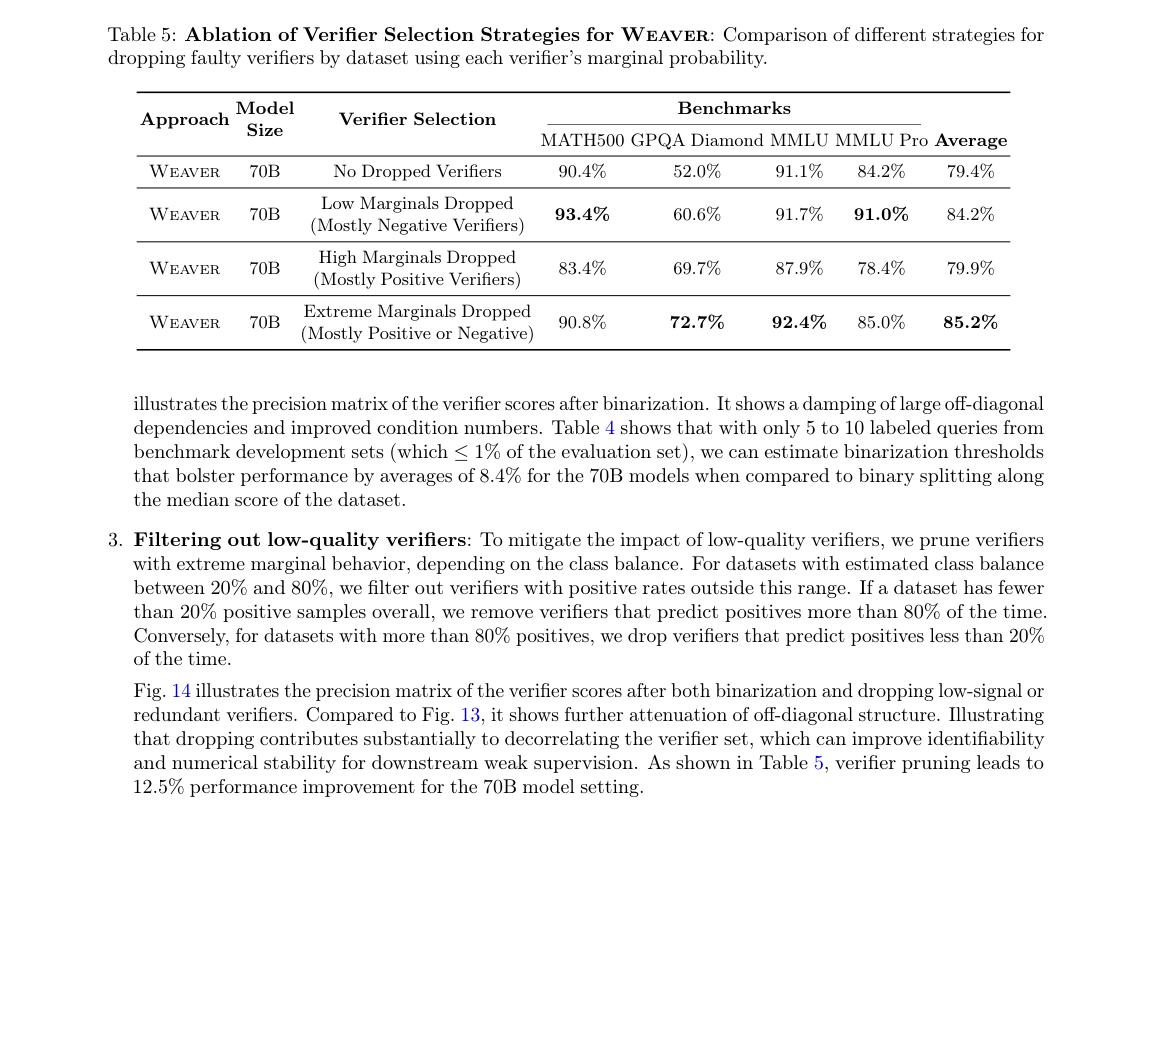 Table 5: Ablation of Verifier Selection Strategies for WEAVER: Comparison of different strategies for
dropping faulty verifiers by dataset using each verifier's marginal probability.
Approach Model Size Verifier Selection Benchmarks
MATH500 GPQA Diamond MMLU MMLU Pro Average
WEAVER 70B No Dropped Verifiers 90.4% 52.0% 91.1% 84.2% 79.4%
WEAVER 70B Low Marginals Dropped (Mostly Negative Verifiers) 93.4% 60.6% 91.7% 91.0% 84.2%
WEAVER 70B High Marginals Dropped (Mostly Positive Verifiers) 83.4% 69.7% 87.9% 78.4% 79.9%
WEAVER 70B Extreme Marginals Dropped (Mostly Positive or Negative) 90.8% 72.7% 92.4% 85.0% 85.2%
illustrates the precision matrix of the verifier scores after binarization. It shows a damping of large off-diagonal
dependencies and improved condition numbers. Table 4 shows that with only 5 to 10 labeled queries from
benchmark development sets (which ≤ 1% of the evaluation set), we can estimate binarization thresholds
that bolster performance by averages of 8.4% for the 70B models when compared to binary splitting along
the median score of the dataset.
3. Filtering out low-quality verifiers: To mitigate the impact of low-quality verifiers, we prune verifiers
with extreme marginal behavior, depending on the class balance. For datasets with estimated class balance
between 20% and 80%, we filter out verifiers with positive rates outside this range. If a dataset has fewer
than 20% positive samples overall, we remove verifiers that predict positives more than 80% of the time.
Conversely, for datasets with more than 80% positives, we drop verifiers that predict positives less than 20%
of the time.
Fig. 14 illustrates the precision matrix of the verifier scores after both binarization and dropping low-signal or
redundant verifiers. Compared to Fig. 13, it shows further attenuation of off-diagonal structure. Illustrating
that dropping contributes substantially to decorrelating the verifier set, which can improve identifiability
and numerical stability for downstream weak supervision. As shown in Table 5, verifier pruning leads to
12.5% performance improvement for the 70B model setting.